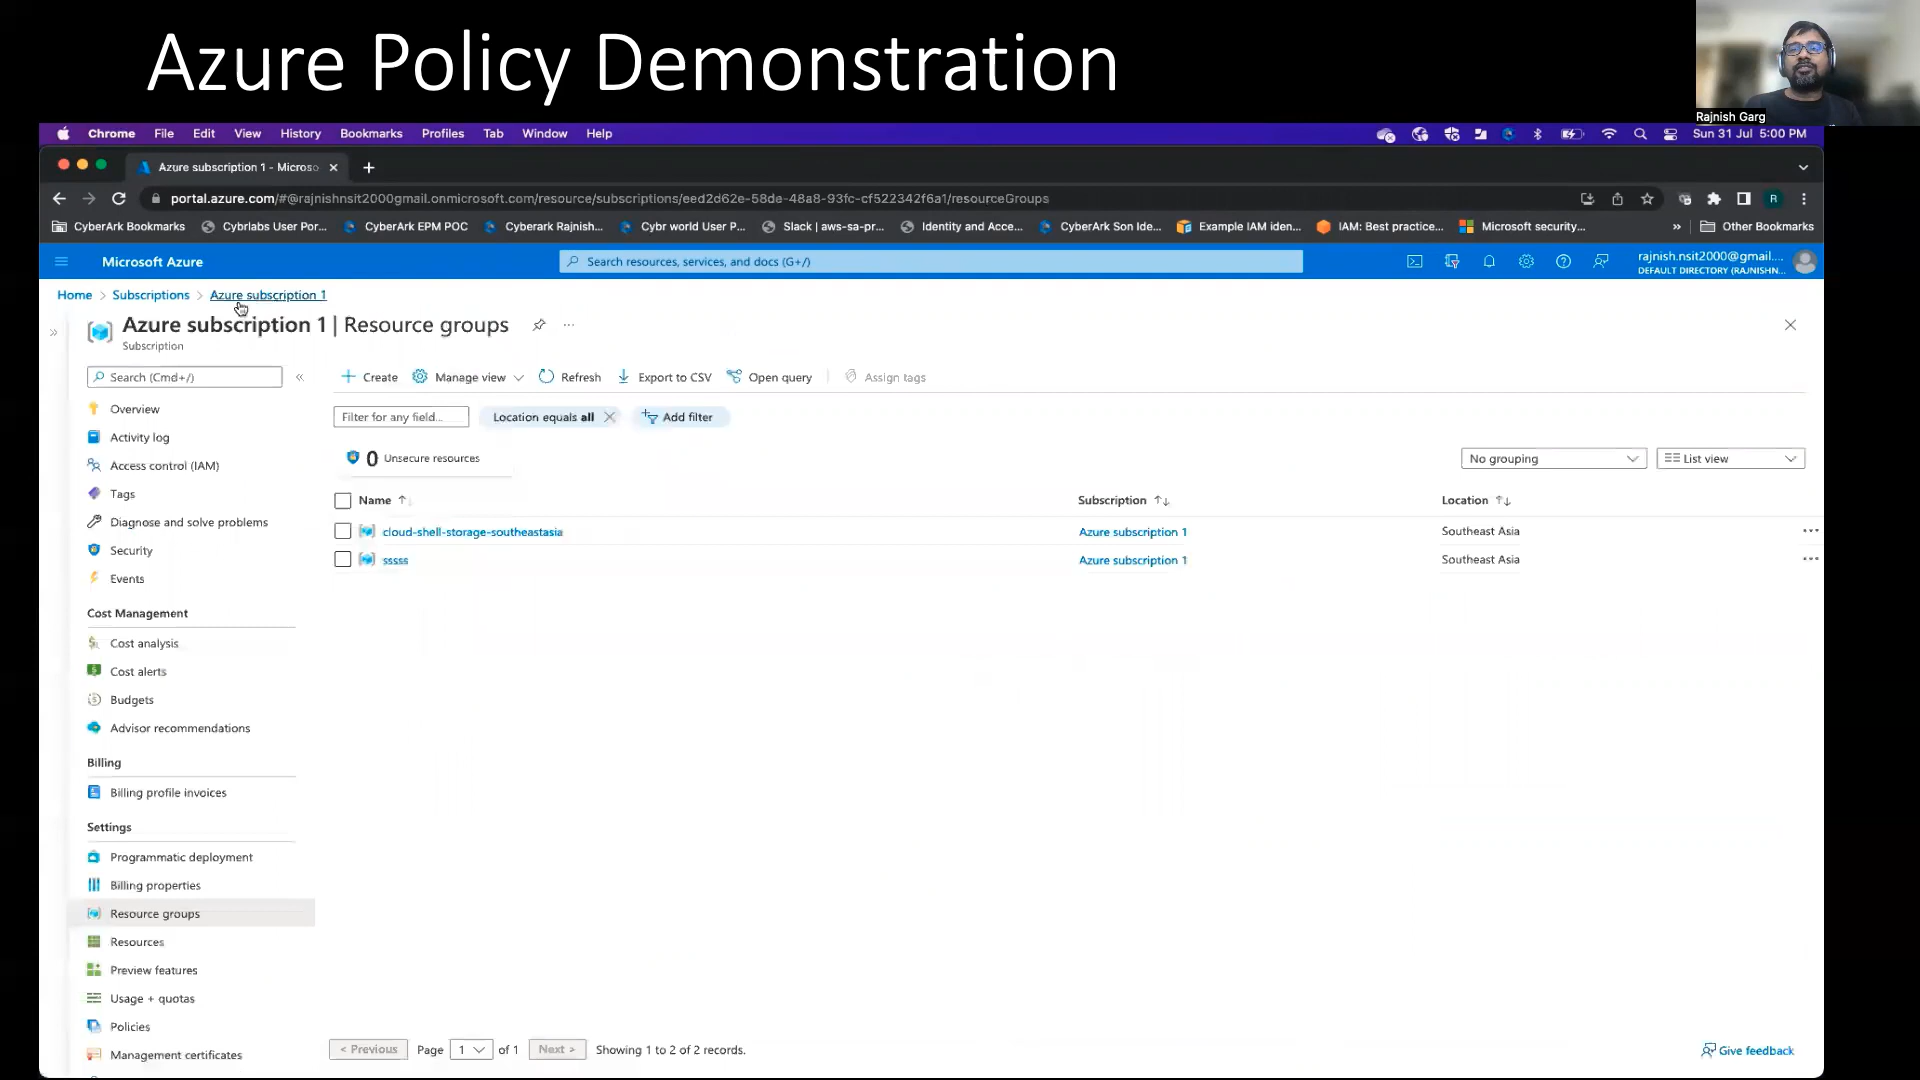 Azure Policy Demonstration
Rajnish Garg
Chrome File Edit View History Bookmarks Profiles Tab Window Help Sun 31 Jul 5:00 PM
Azure subscription 1 - Microso
portal.azure.com/#@rajnishnsit2000gmail.onmicrosoft.com/resource/subscriptions/eed2d62e-58de-48a8-93fc-cf522342f6a1/resourceGroups
CyberArk Bookmarks Cybrlabs User Por... CyberArk EPM POC Cyberark Rajnish... Cybr world User P... Slack | aws-sa-pr... Identity and Acce... CyberArk Son Ide... Example IAM iden... IAM: Best practice... Microsoft security... » Other Bookmarks
Microsoft Azure Search resources, services, and docs (G+/) rajnish.nsit2000@gmail....
DEFAULT DIRECTORY (RAJNISHN...
Home > Subscriptions > Azure subscription 1
Azure subscription 1 | Resource groups ...
Subscription
Search (Cmd+/) «
Create Manage view Refresh Export to CSV Open query Assign tags
Filter for any field... Location equals all Add filter
0 Unsecure resources
No grouping List view
Name Subscription Location
cloud-shell-storage-southeastasia Azure subscription 1 Southeast Asia ...
sssss Azure subscription 1 Southeast Asia ...
Overview
Activity log
Access control (IAM)
Tags
Diagnose and solve problems
Security
Events
Cost Management
Cost analysis
Cost alerts
Budgets
Advisor recommendations
Billing
Billing profile invoices
Settings
Programmatic deployment
Billing properties
Resource groups
Resources
Preview features
Usage + quotas
Policies
Management certificates
< Previous Page 1 of 1 Next > Showing 1 to 2 of 2 records.
Give feedback